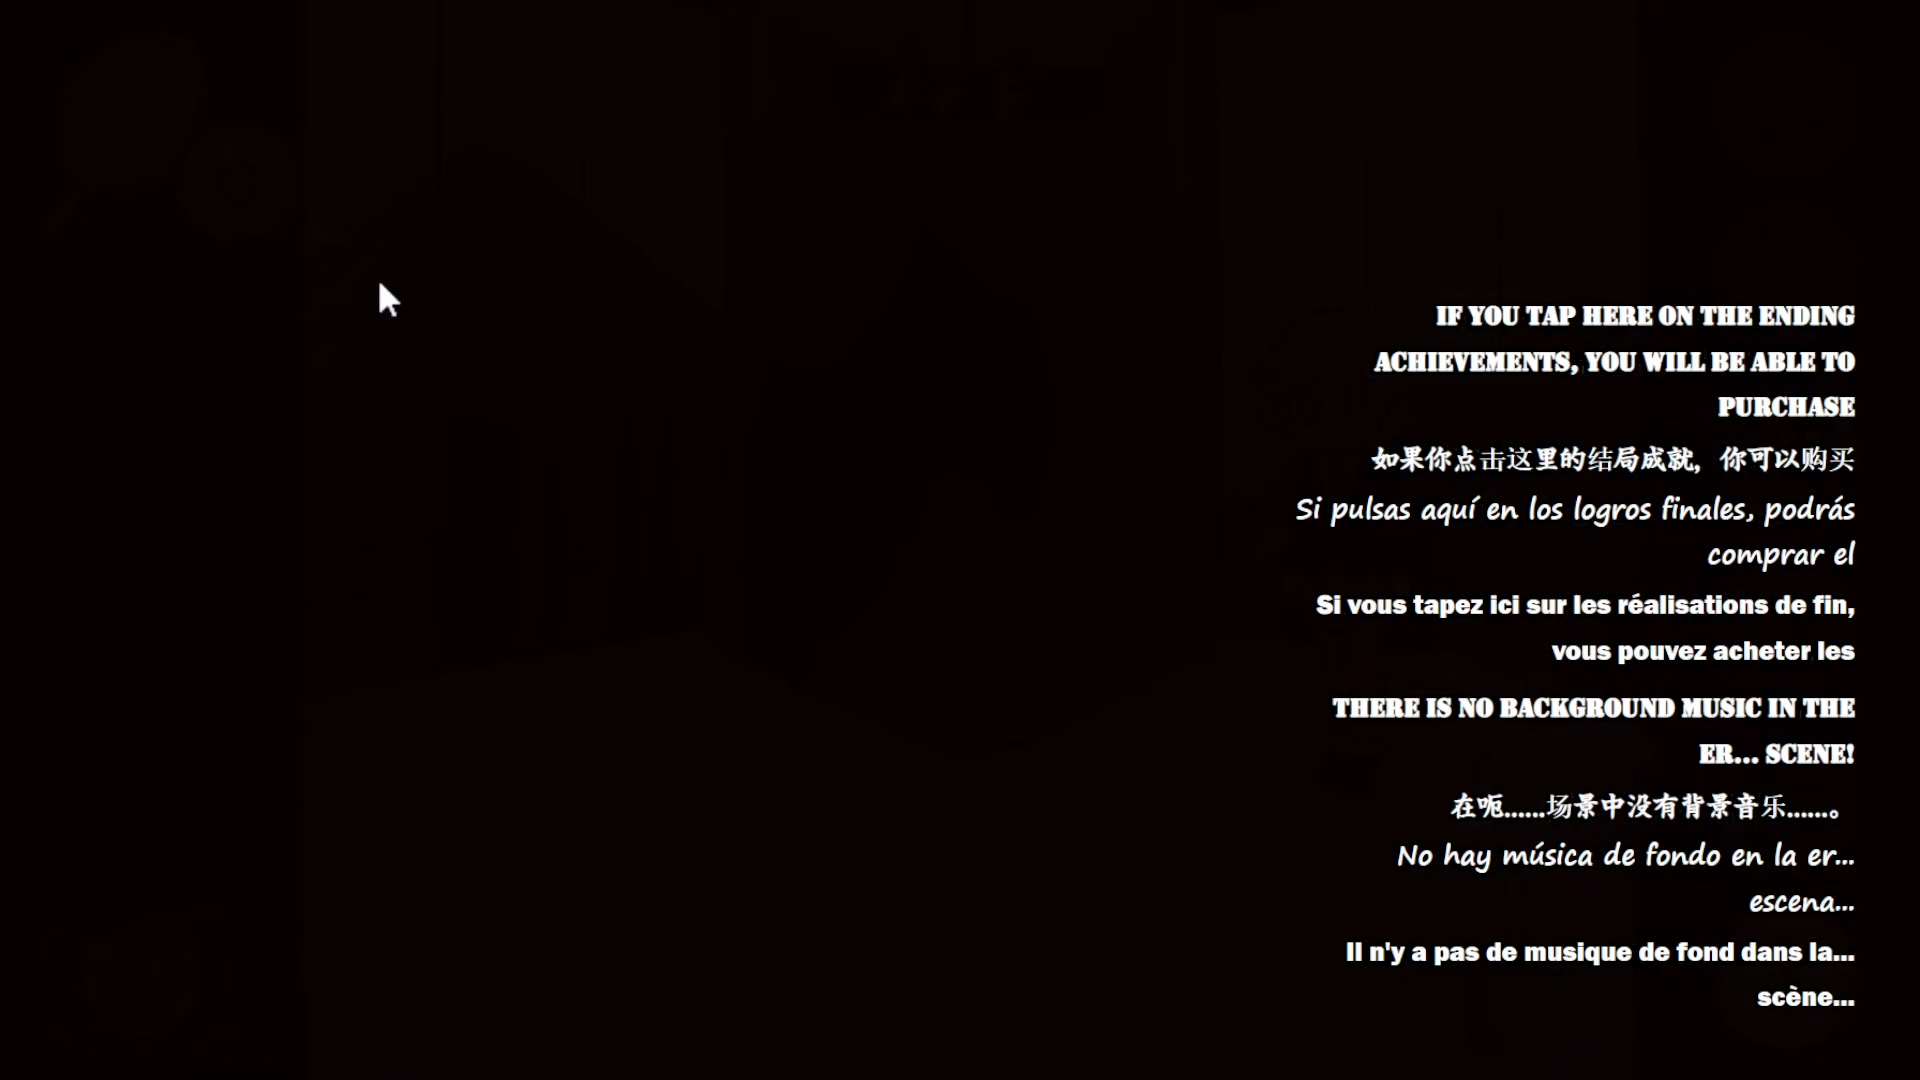 IF YOU TAP HERE ON THE ENDING
ACHIEVEMENTS, YOU WILL BE ABLE TO
PURCHASE
如果你点击这里的结局成就，你可以购买
Si pulsas aquí en los logros finales, podrás
comprar el
Si vous tapez ici sur les réalisations de fin,
vous pouvez acheter les
THERE IS NO BACKGROUND MUSIC IN THE
ER... SCENE!
在呃......场景中没有背景音乐......。
No hay música de fondo en la er...
escena...
Il n'y a pas de musique de fond dans la...
scène...